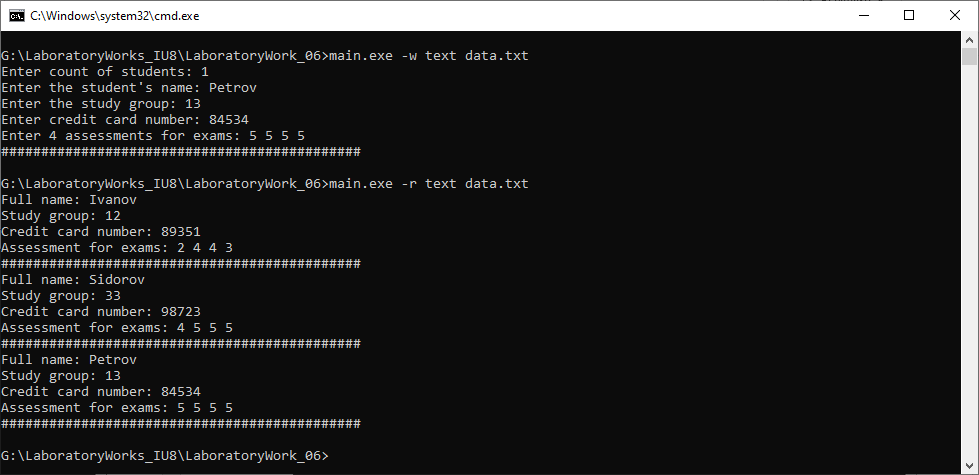 C:\Windows\system32\cmd.exe
G:\LaboratoryWorks_IU8\LaboratoryWork_06>main.exe -w text data.txt
Enter count of students: 1
Enter the student's name: Petrov
Enter the study group: 13
Enter credit card number: 84534
Enter 4 assessments for exams: 5 5 5 5
#############################################
G:\LaboratoryWorks_IU8\LaboratoryWork_06>main.exe -r text data.txt
Full name: Ivanov
Study group: 12
Credit card number: 89351
Assessment for exams: 2 4 4 3
#############################################
Full name: Sidorov
Study group: 33
Credit card number: 98723
Assessment for exams: 4 5 5 5
#############################################
Full name: Petrov
Study group: 13
Credit card number: 84534
Assessment for exams: 5 5 5 5
#############################################
G:\LaboratoryWorks_IU8\LaboratoryWork_06>